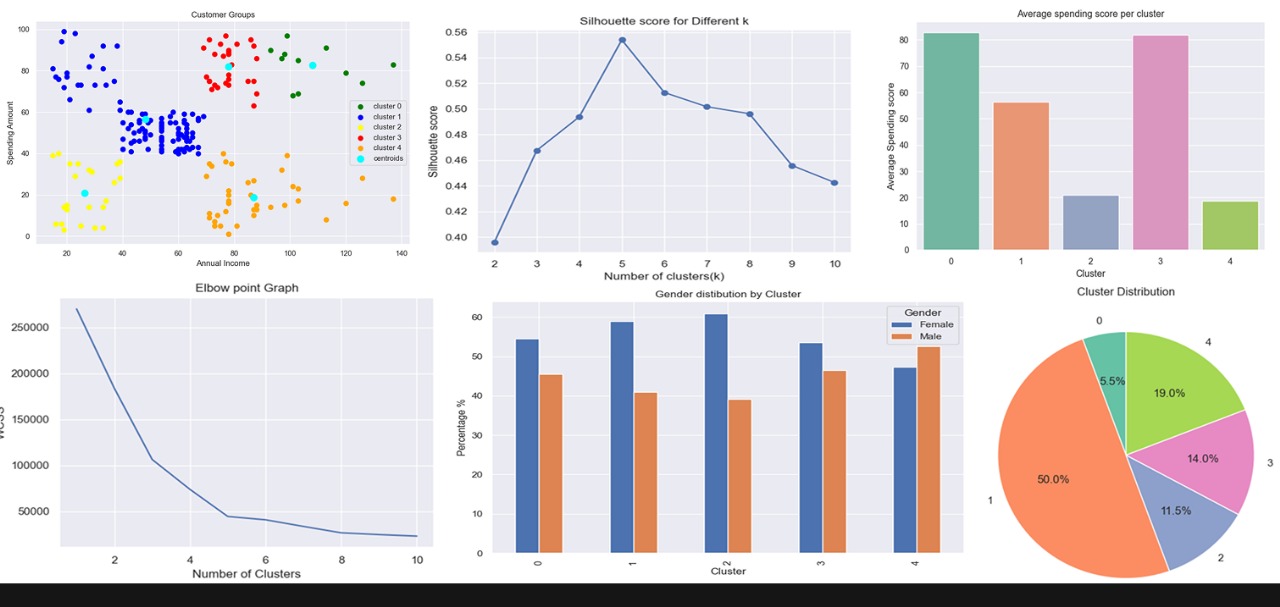 Customer Groups
100
80
60
40
20
0
Spending Amount
20 40 60 80 100 120 140
Annual Income
cluster 0
cluster 1
cluster 2
cluster 3
cluster 4
centroids
Silhouette score for Different k
0.56
0.54
0.52
0.50
0.48
0.46
0.44
0.42
0.40
Silhouette score
2 3 4 5 6 7 8 9 10
Number of clusters(k)
Average spending score per cluster
80
70
60
50
40
30
20
10
0
Average Spending score
0 1 2 3 4
Cluster
Elbow point Graph
250000
200000
150000
100000
50000
2 4 6 8 10
Number of Clusters
Gender distibution by Cluster
60
50
40
30
20
10
0
Percentage %
Gender
Female
Male
0 1 2 3 4
Cluster
Cluster Distribution
0
4
5.5%
19.0%
14.0%
3
50.0%
1
11.5%
2